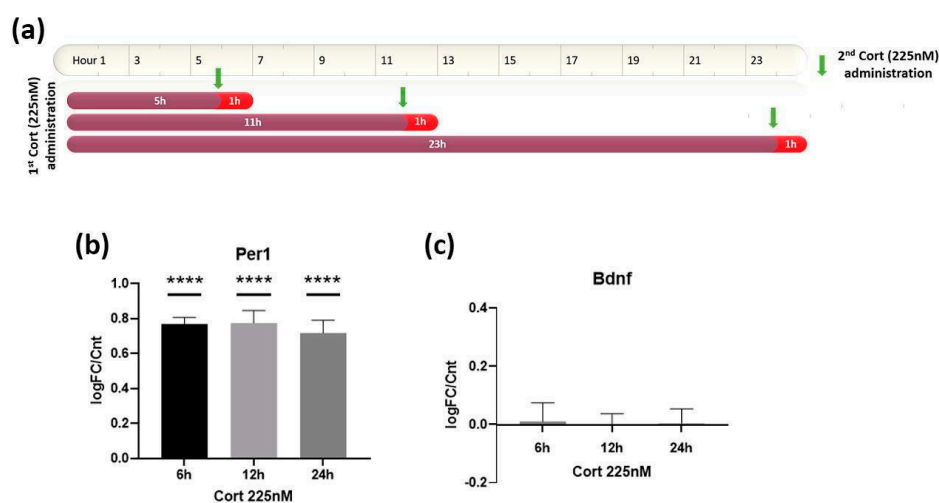 (a)
Hour 1 3 5 7 9 11 13 15 17 19 21 23
2nd Cort (225nM)
administration
1st Cort (225nM)
administration
5h 1h
11h 1h
23h 1h
(b)
Per1
logFC/Cnt
1.0
0.8
0.6
0.4
0.2
0.0
**** **** ****
6h 12h 24h
Cort 225nM
(c)
Bdnf
logFC/Cnt
0.4
0.2
0.0
-0.2
6h 12h 24h
Cort 225nM